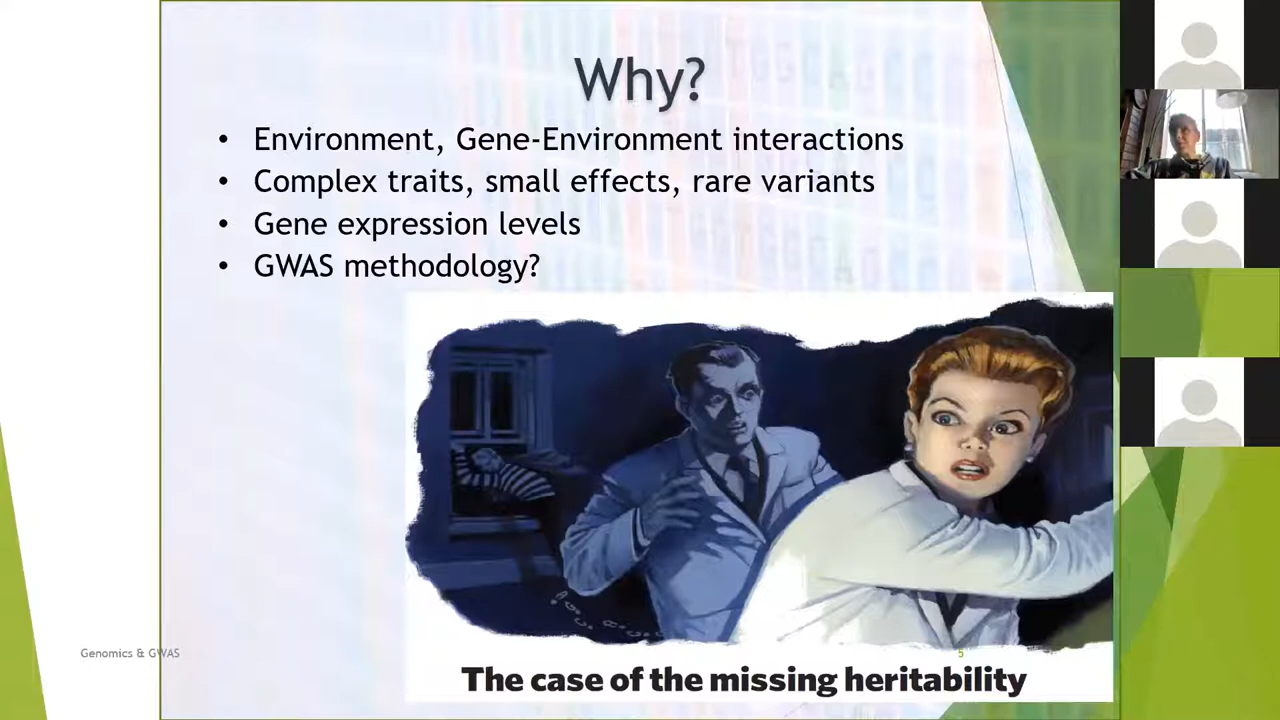 Why?
• Environment, Gene-Environment interactions
• Complex traits, small effects, rare variants
• Gene expression levels
• GWAS methodology?
The case of the missing heritability
Genomics & GWAS
5